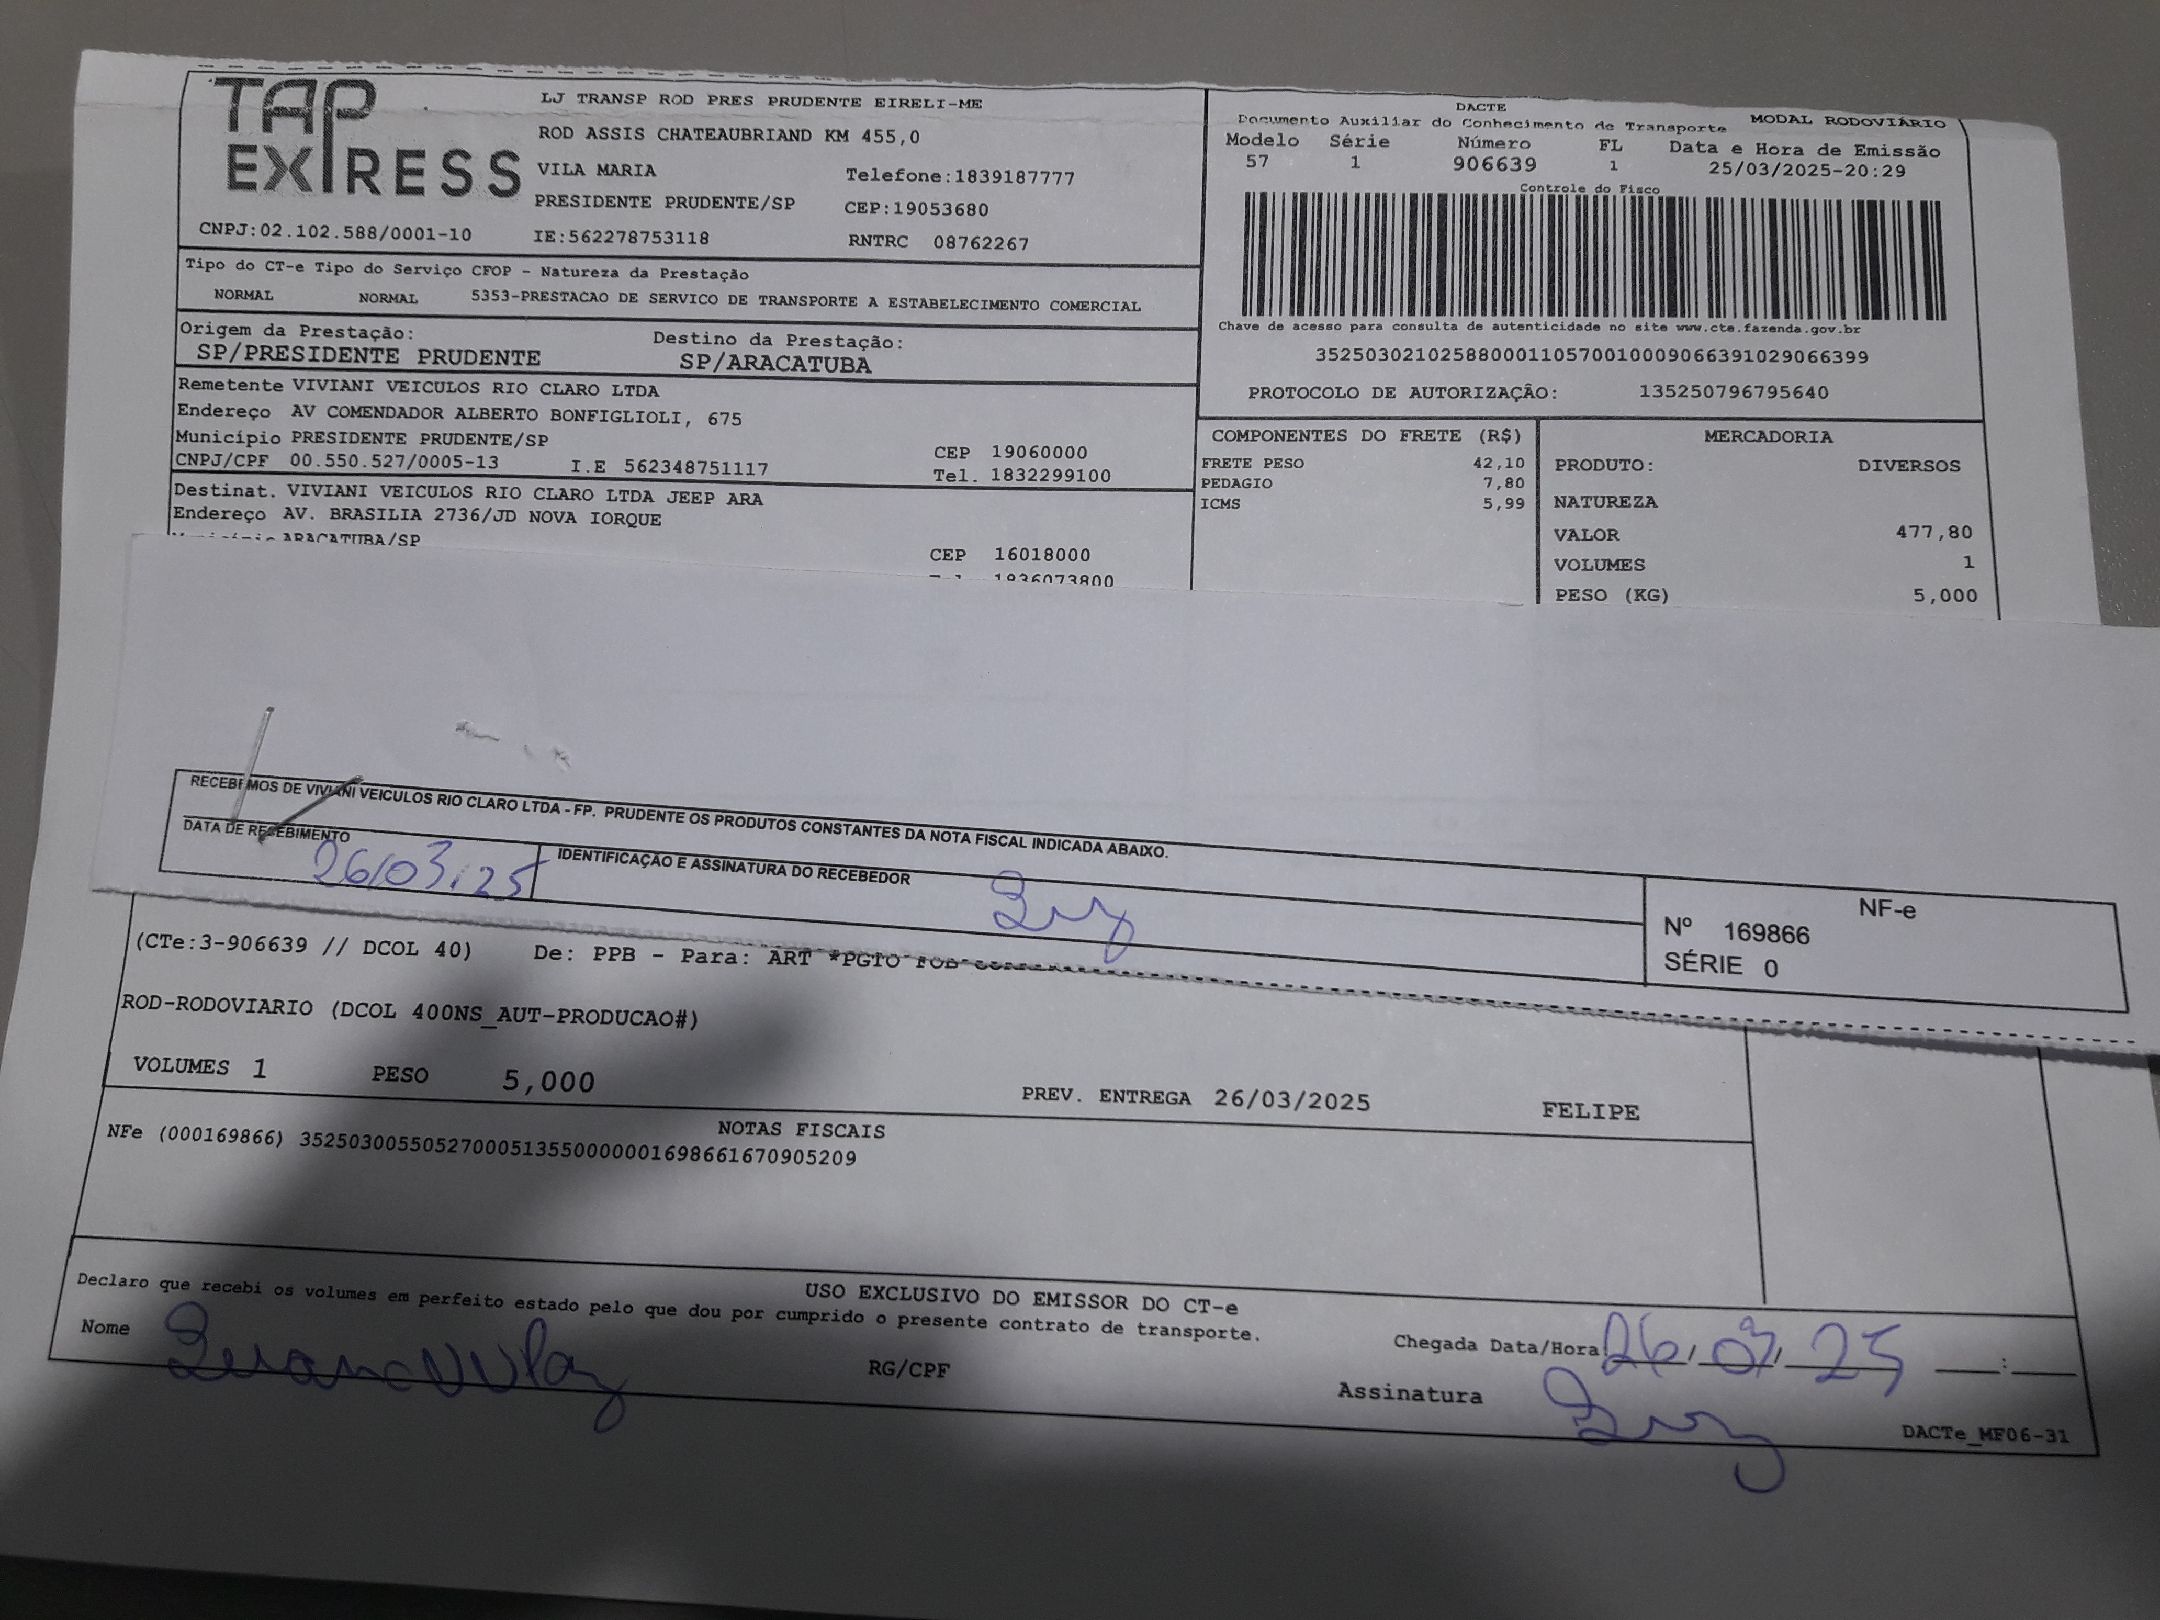 TAP EXPRESS
LJ TRANSP ROD PRES PRUDENTE EIRELI-ME
ROD ASSIS CHATEAUBRIAND KM 455,0
VILA MARIA Telefone:1839187777
PRESIDENTE PRUDENTE/SP CEP:19053680
CNPJ:02.102.588/0001-10 IE:562278753118 RNTRC 08762267
DACTE
Documento Auxiliar do Conhecimento de Transporte MODAL RODOVIÁRIO
Modelo Série Número FL Data e Hora de Emissão
57 1 906639 1 25/03/2025-20:29
Controle do Fisco
Chave de acesso para consulta de autenticidade no site www.cte.fazenda.gov.br
35250302102588000110570010009066391029066399
PROTOCOLO DE AUTORIZAÇÃO: 135250796795640
Tipo do CT-e Tipo do Serviço CFOP - Natureza da Prestação
NORMAL NORMAL 5353-PRESTACAO DE SERVICO DE TRANSPORTE A ESTABELECIMENTO COMERCIAL
Origem da Prestação: Destino da Prestação:
SP/PRESIDENTE PRUDENTE SP/ARACATUBA
Remetente VIVIANI VEICULOS RIO CLARO LTDA
Endereço AV COMENDADOR ALBERTO BONFIGLIOLI, 675
Município PRESIDENTE PRUDENTE/SP CEP 19060000
CNPJ/CPF 00.550.527/0005-13 I.E 562348751117 Tel. 1832299100
Destinat. VIVIANI VEICULOS RIO CLARO LTDA JEEP ARA
Endereço AV. BRASILIA 2736/JD NOVA IORQUE
ARACATUBA/SP CEP 16018000
1836073800
COMPONENTES DO FRETE (R$)
FRETE PESO 42,10
PEDAGIO 7,80
ICMS 5,99
MERCADORIA
PRODUTO: DIVERSOS
NATUREZA
VALOR 477,80
VOLUMES 1
PESO (KG) 5,000
RECEBEMOS DE VIVIANI VEICULOS RIO CLARO LTDA - FP. PRUDENTE OS PRODUTOS CONSTANTES DA NOTA FISCAL INDICADA ABAIXO.
DATA DE RECEBIMENTO IDENTIFICAÇÃO E ASSINATURA DO RECEBEDOR
26/03.25
NF-e
Nº 169866
SÉRIE 0
(CTe:3-906639 // DCOL 40) De: PPB - Para: ART *PGTO FOB
ROD-RODOVIARIO (DCOL 400NS_AUT-PRODUCAO#)
VOLUMES 1 PESO 5,000 PREV. ENTREGA 26/03/2025 FELIPE
NOTAS FISCAIS
NFe (000169866) 35250300550527000513550000001698661670905209
USO EXCLUSIVO DO EMISSOR DO CT-e
Declaro que recebi os volumes em perfeito estado pelo que dou por cumprido o presente contrato de transporte.
Nome RG/CPF Chegada Data/Hora 26/03/25 __:__
Assinatura
DACTe_MF06-31